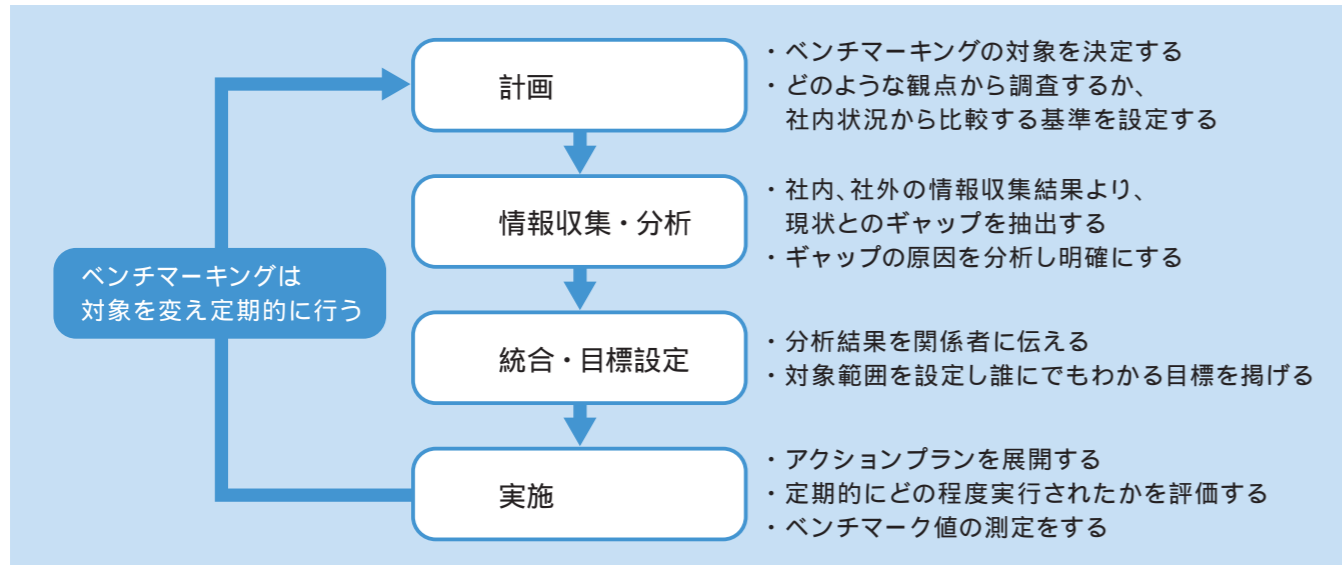 計画
・ベンチマーキングの対象を決定する
・どのような観点から調査するか、
社内状況から比較する基準を設定する
情報収集・分析
・社内、社外の情報収集結果より、
現状とのギャップを抽出する
・ギャップの原因を分析し明確にする
ベンチマーキングは
対象を変え定期的に行う
統合・目標設定
・分析結果を関係者に伝える
・対象範囲を設定し誰にでもわかる目標を掲げる
実施
・アクションプランを展開する
・定期的にどの程度実行されたかを評価する
・ベンチマーク値の測定をする